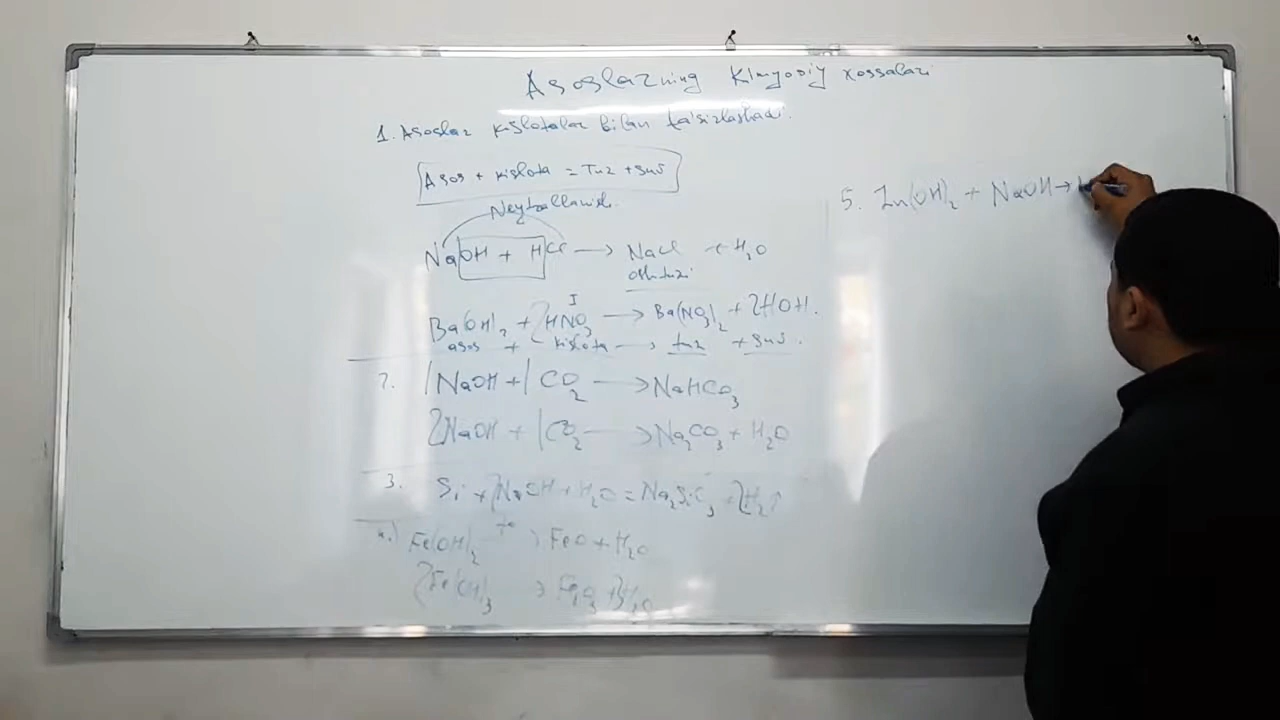 Asoslarning kimyoviy xossalari
1. Asoslar kislotalar bilan ta'sirlashadi.
Asos + kislota = Tuz + suv
Neytrallanish.
NaOH + HCl → NaCl + H₂O
osh tuzi
I
Ba(OH)₂ + 2HNO₃ → Ba(NO₃)₂ + 2HOH.
asos + kislota → tuz + suv.
2. 1NaOH + 1CO₂ → NaHCO₃
2NaOH + 1CO₂ → Na₂CO₃ + H₂O
3. Si + 2NaOH + H₂O = Na₂SiO₃ + 2H₂↑
4.) Fe(OH)₂ → FeO + H₂O
2Fe(OH)₃ → Fe₂O₃ + 3H₂O
5. Zn(OH)₂ + NaOH →